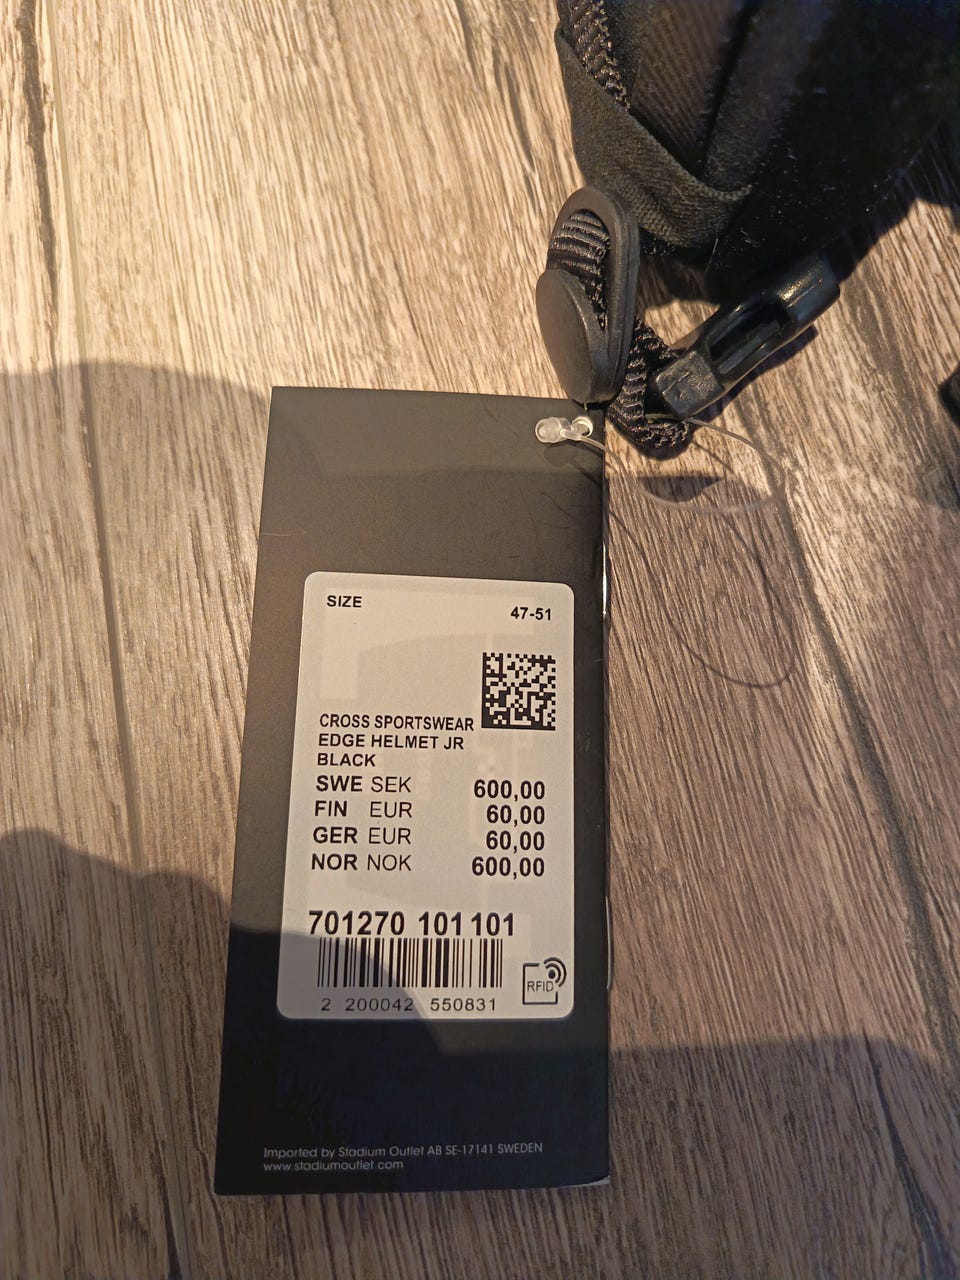 SIZE 47-51
CROSS SPORTSWEAR
EDGE HELMET JR
BLACK
SWE SEK 600,00
FIN EUR 60,00
GER EUR 60,00
NOR NOK 600,00
701270 101 101
2 200042 550831
RFID
Imported by Stadium Outlet AB SE-17141 SWEDEN
www.stadiumoutlet.com